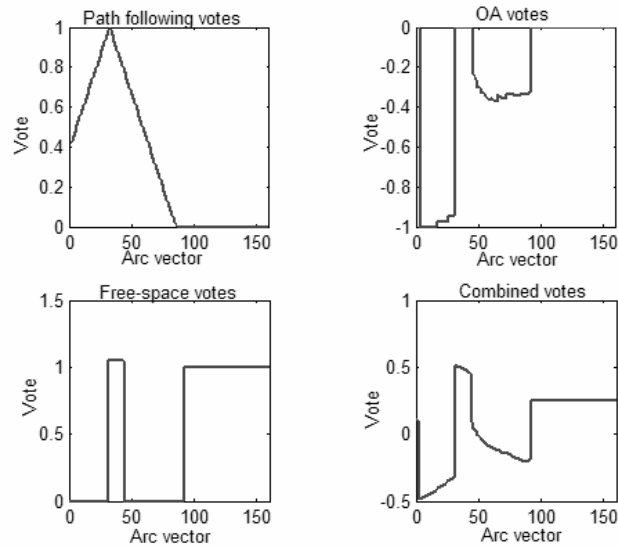 Path following votes
1
0.8
0.6
0.4
0.2
0
Vote
0 50 100 150
Arc vector
OA votes
0
-0.2
-0.4
-0.6
-0.8
-1
Vote
0 50 100 150
Arc vector
Free-space votes
1.5
1
0.5
0
Vote
0 50 100 150
Arc vector
Combined votes
1
0.5
0
-0.5
Vote
0 50 100 150
Arc vector